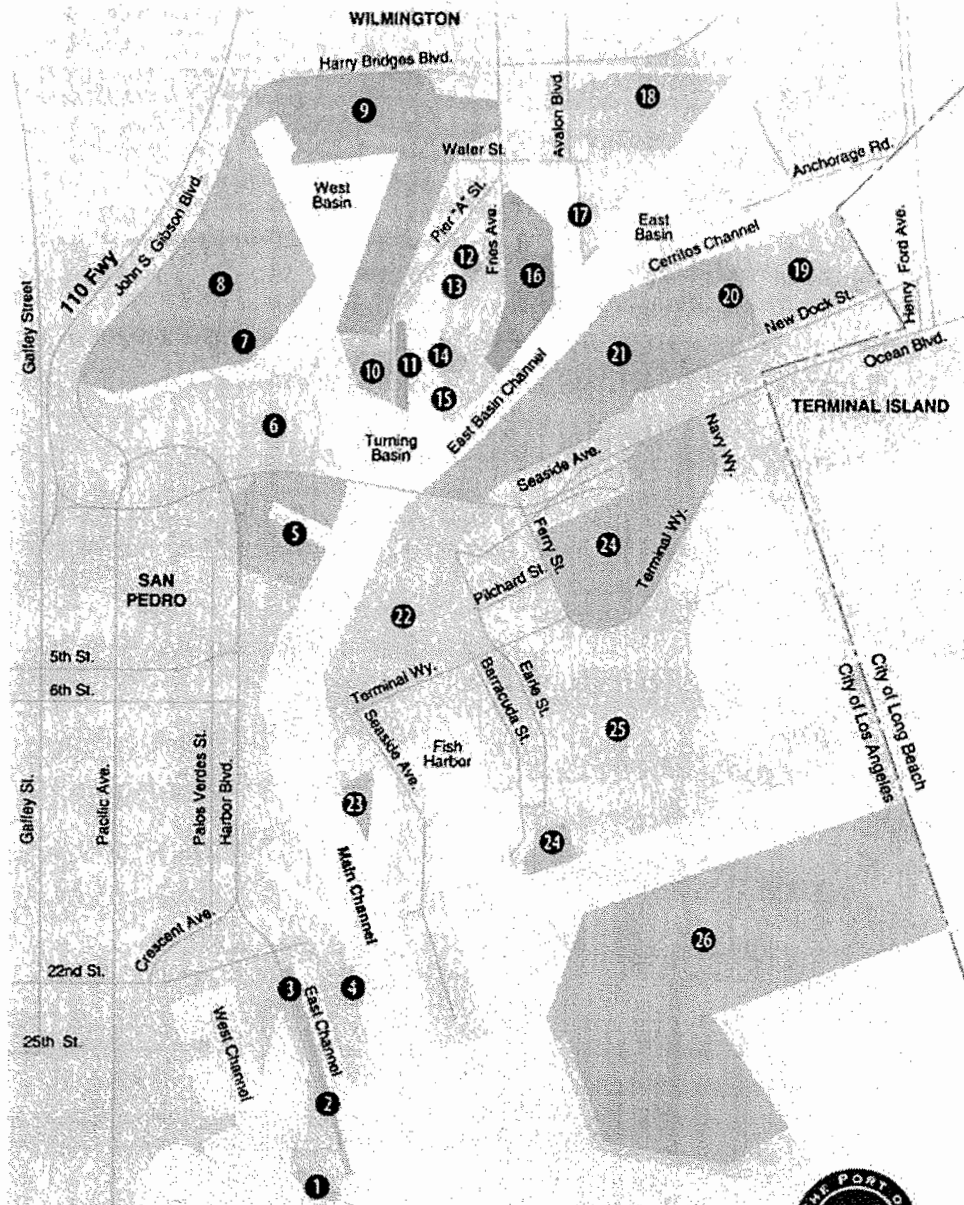 WILMINGTON
Harry Bridges Blvd.
9
18
Avalon Blvd.
Water St.
Anchorage Rd.
West
Basin
Pier "A" St.
Fries Ave.
17
East
Basin
Cerritos Channel
John S. Gibson Blvd.
110 Fwy
Gaffey Street
12
13
16
19
20
8
New Dock St.
Henry Ford Ave.
7
21
Ocean Blvd.
10
11
14
15
East Basin Channel
TERMINAL ISLAND
6
Turning
Basin
Navy Wy.
Seaside Ave.
5
Ferry St.
24
Terminal Wy.
SAN
PEDRO
Pilchard St.
22
5th St.
6th St.
Terminal Wy.
Barracuda St.
Earle St.
City of Los Angeles
City of Long Beach
Seaside Ave.
Fish
Harbor
25
Gaffey St.
Pacific Ave.
Palos Verdes St.
Harbor Blvd.
23
24
Main Channel
Crescent Ave.
26
22nd St.
3
4
East Channel
West Channel
25th St.
2
1
THE PORT O